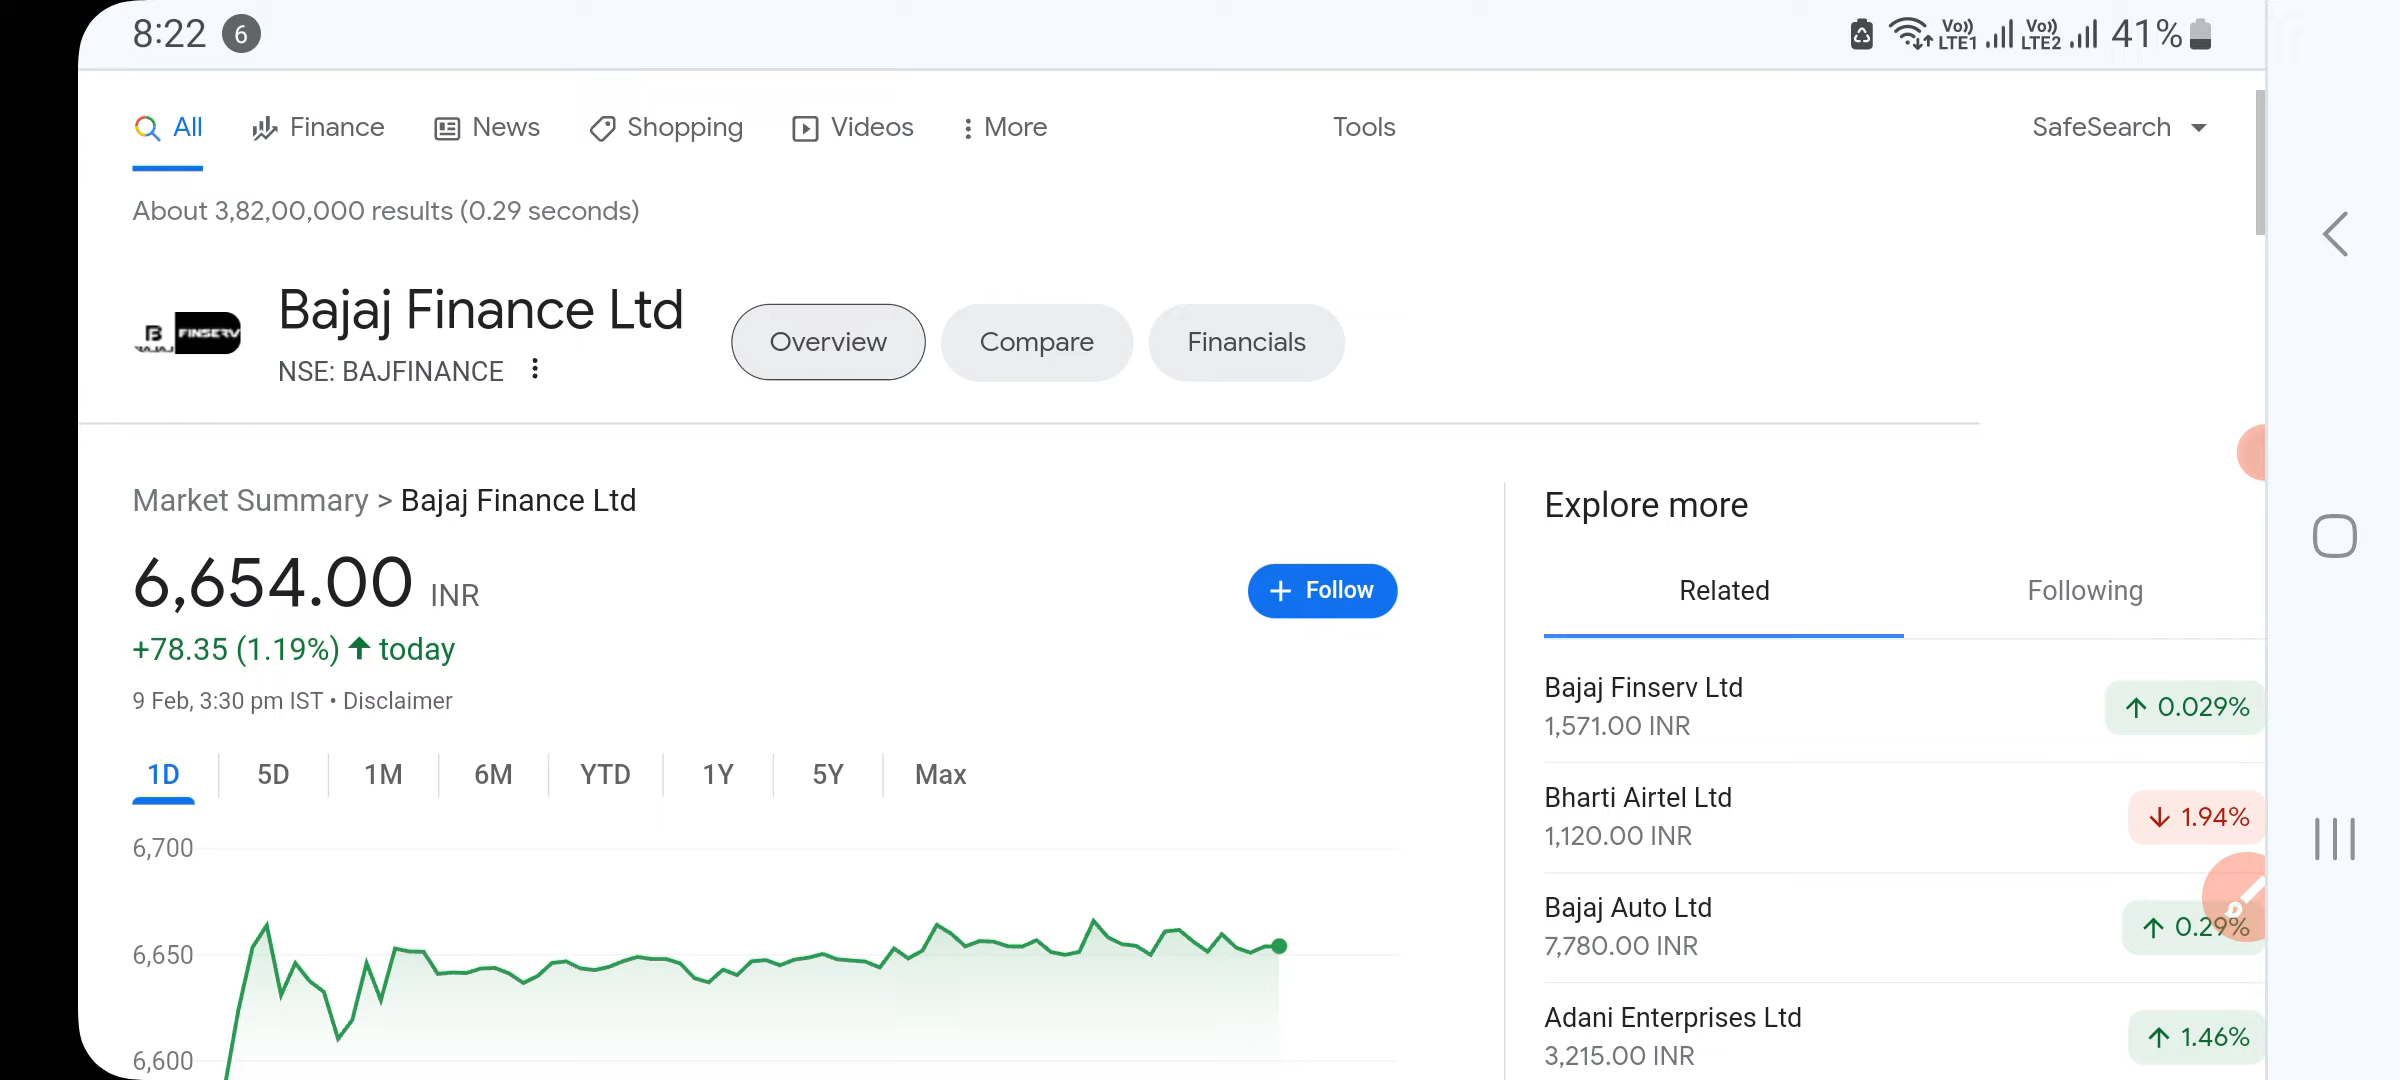 8:22 6
Vo)) LTE1 Vo)) LTE2 41%
All Finance News Shopping Videos More Tools SafeSearch
About 3,82,00,000 results (0.29 seconds)
B FINSERV
BAJAJ
Bajaj Finance Ltd
NSE: BAJFINANCE
Overview Compare Financials
Market Summary > Bajaj Finance Ltd
6,654.00 INR
+ Follow
+78.35 (1.19%) ↑ today
9 Feb, 3:30 pm IST • Disclaimer
1D 5D 1M 6M YTD 1Y 5Y Max
6,700
6,650
6,600
Explore more
Related Following
Bajaj Finserv Ltd
1,571.00 INR
↑ 0.029%
Bharti Airtel Ltd
1,120.00 INR
↓ 1.94%
Bajaj Auto Ltd
7,780.00 INR
↑ 0.29%
Adani Enterprises Ltd
3,215.00 INR
↑ 1.46%